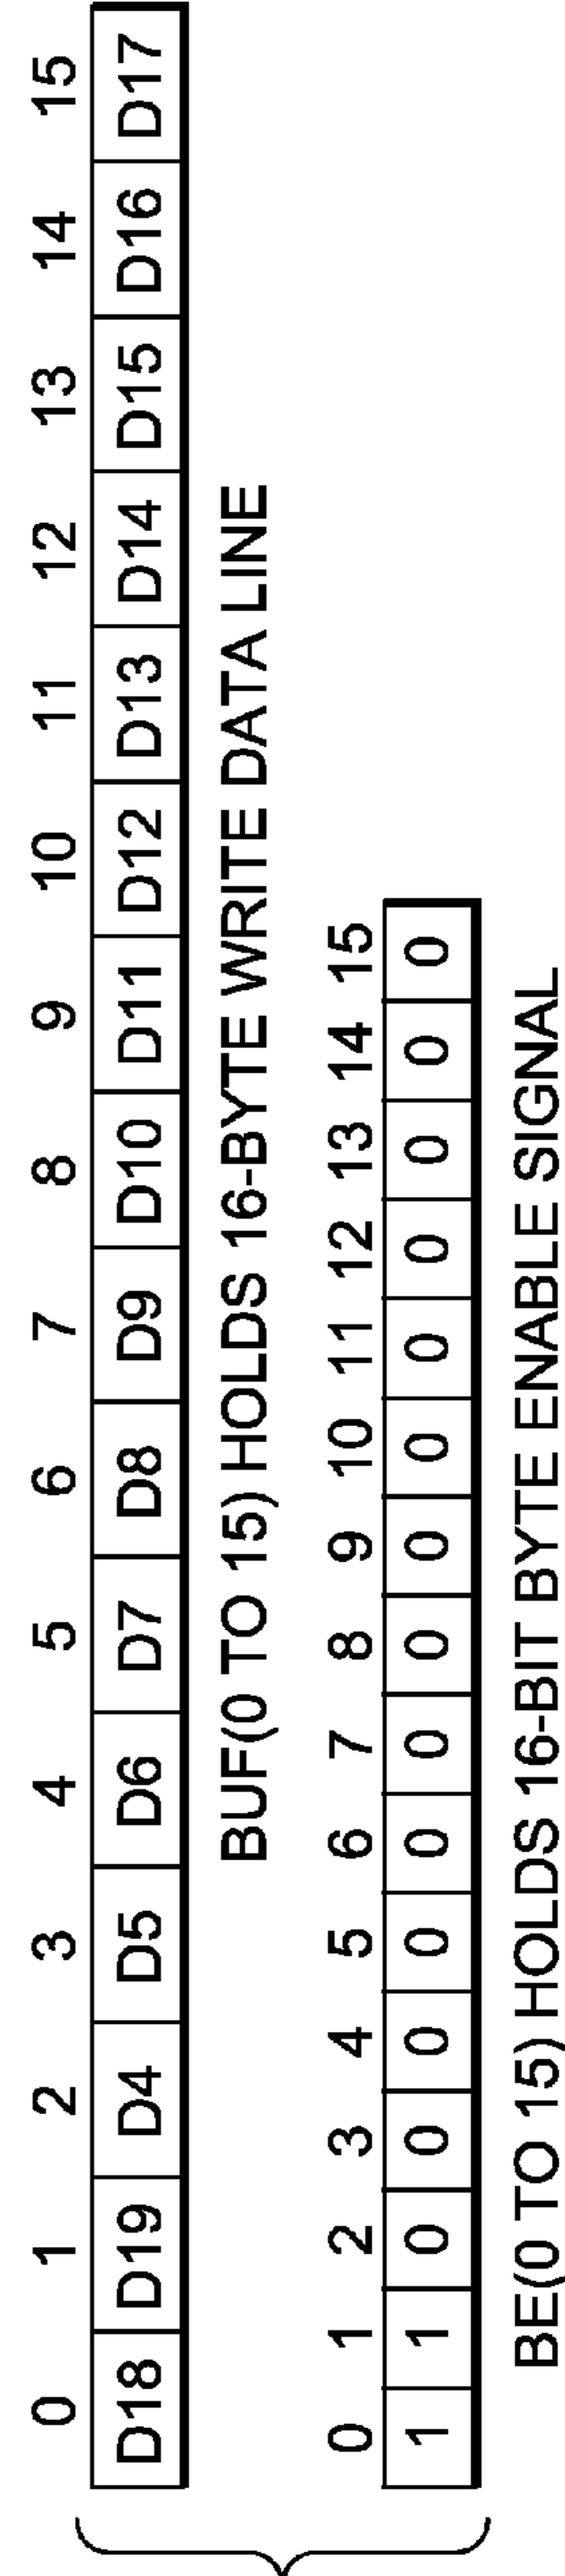 0 1 2 3 4 5 6 7 8 9 10 11 12 13 14 15
D18 D19 D4 D5 D6 D7 D8 D9 D10 D11 D12 D13 D14 D15 D16 D17
BUF(0 TO 15) HOLDS 16-BYTE WRITE DATA LINE
0 1 2 3 4 5 6 7 8 9 10 11 12 13 14 15
1 1 0 0 0 0 0 0 0 0 0 0 0 0 0 0
BE(0 TO 15) HOLDS 16-BIT BYTE ENABLE SIGNAL